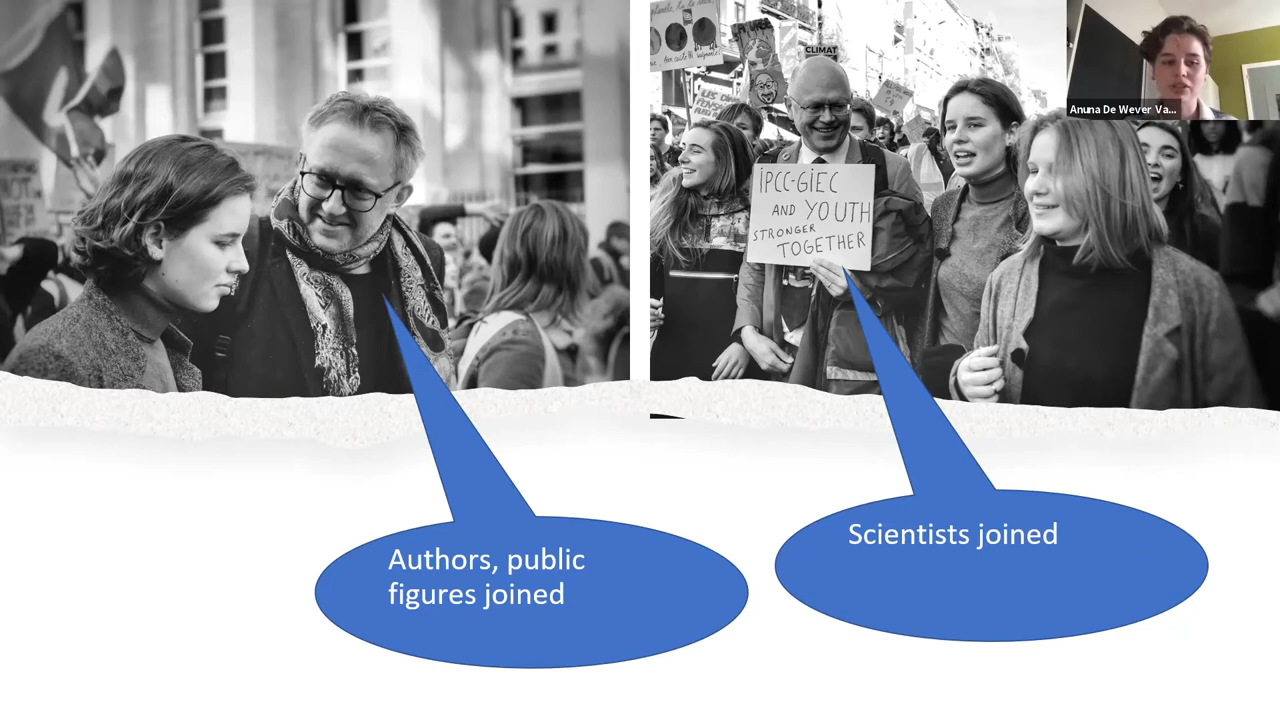 CLIMAT
IPCC-GIEC
AND YOUTH
STRONGER
TOGETHER
Anuna De Wever Va...
Authors, public
figures joined
Scientists joined